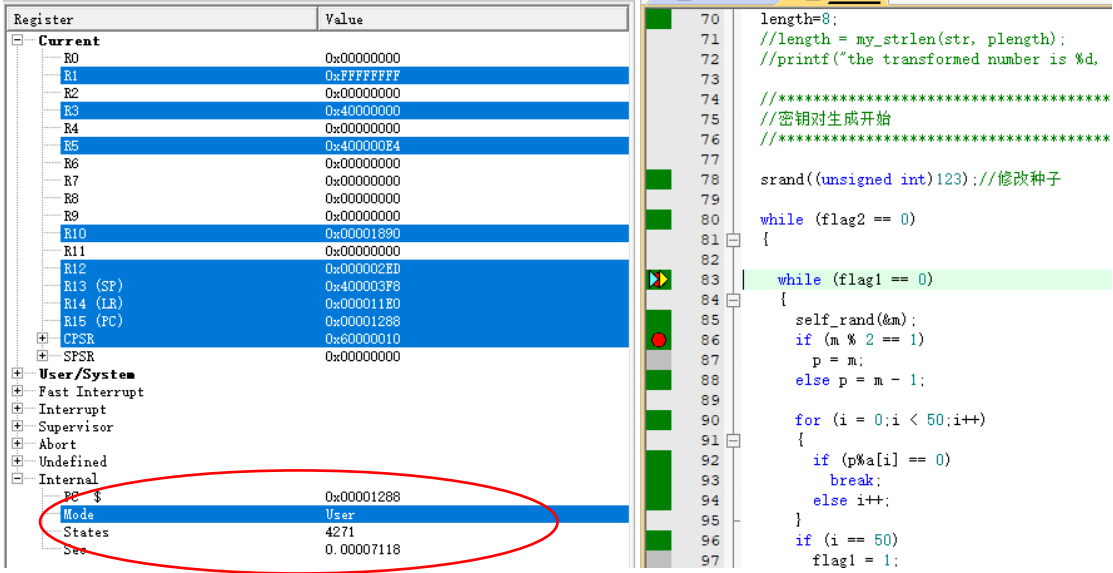 Register Value
Current
R0 0x00000000
R1 0xFFFFFFFF
R2 0x00000000
R3 0x40000000
R4 0x00000000
R5 0x400000E4
R6 0x00000000
R7 0x00000000
R8 0x00000000
R9 0x00000000
R10 0x00001890
R11 0x00000000
R12 0x000002ED
R13 (SP) 0x400003F8
R14 (LR) 0x000011E0
R15 (PC) 0x00001288
CPSR 0x60000010
SPSR 0x00000000
User/System
Fast Interrupt
Interrupt
Supervisor
Abort
Undefined
Internal
PC $ 0x00001288
Mode User
States 4271
Sec 0.00007118
70 length=8;
71 //length = my_strlen(str, plength);
72 //printf("the transformed number is %d,
73
74 //**************************************
75 //密钥对生成开始
76 //**************************************
77
78 srand((unsigned int)123);//修改种子
79
80 while (flag2 == 0)
81 {
82
83 while (flag1 == 0)
84 {
85 self_rand(&m);
86 if (m % 2 == 1)
87 p = m;
88 else p = m - 1;
89
90 for (i = 0;i < 50;i++)
91 {
92 if (p%a[i] == 0)
93 break;
94 else i++;
95 }
96 if (i == 50)
97 flag1 = 1;